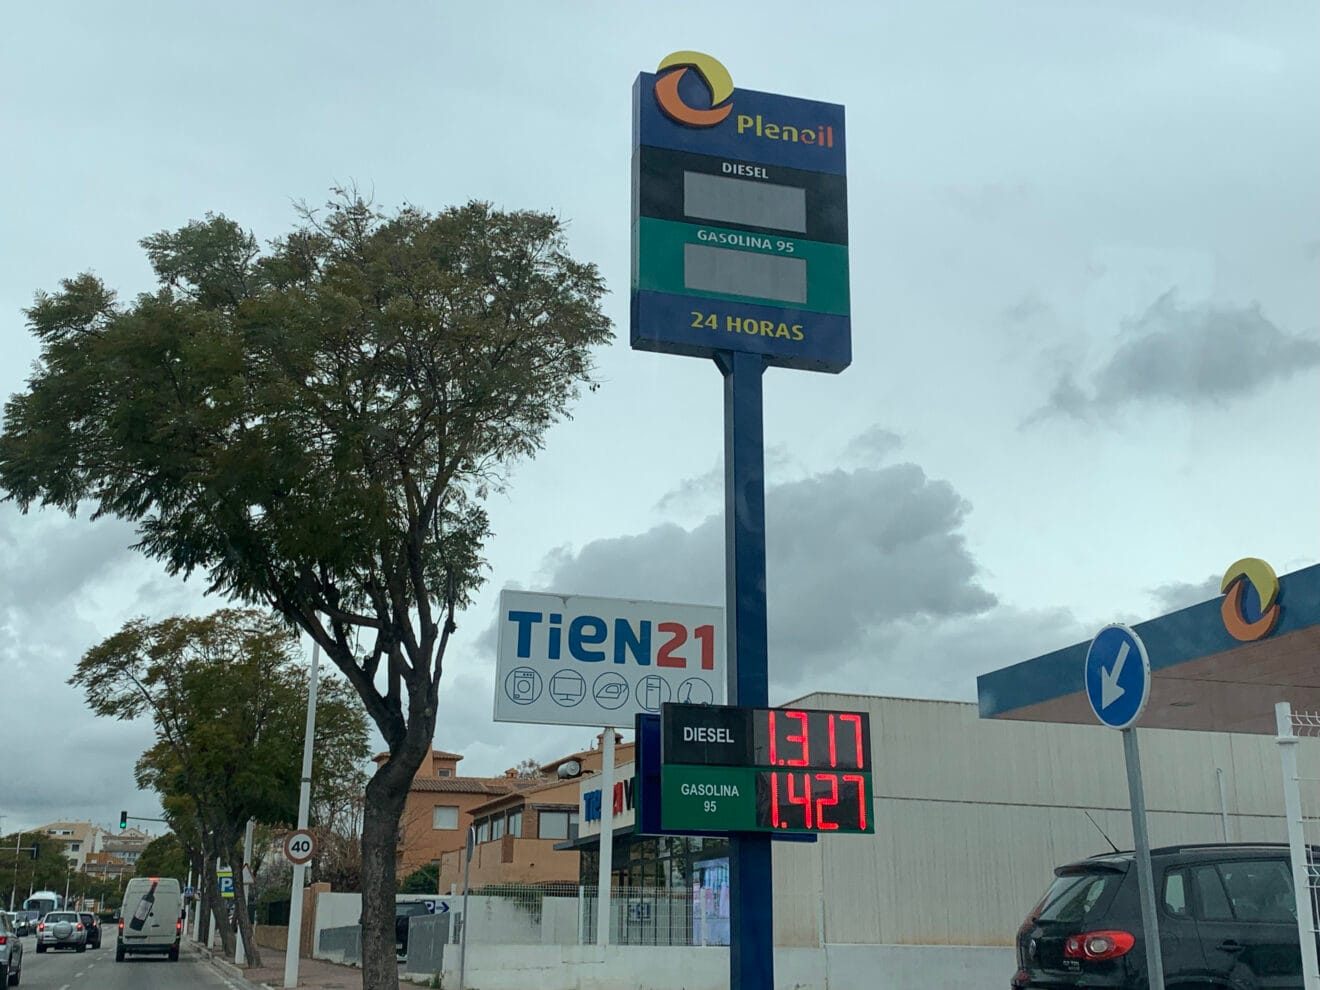 Plenoil
DIESEL
GASOLINA 95
24 HORAS
TiEN21
DIESEL
1.317
GASOLINA
95
1.427
40
P